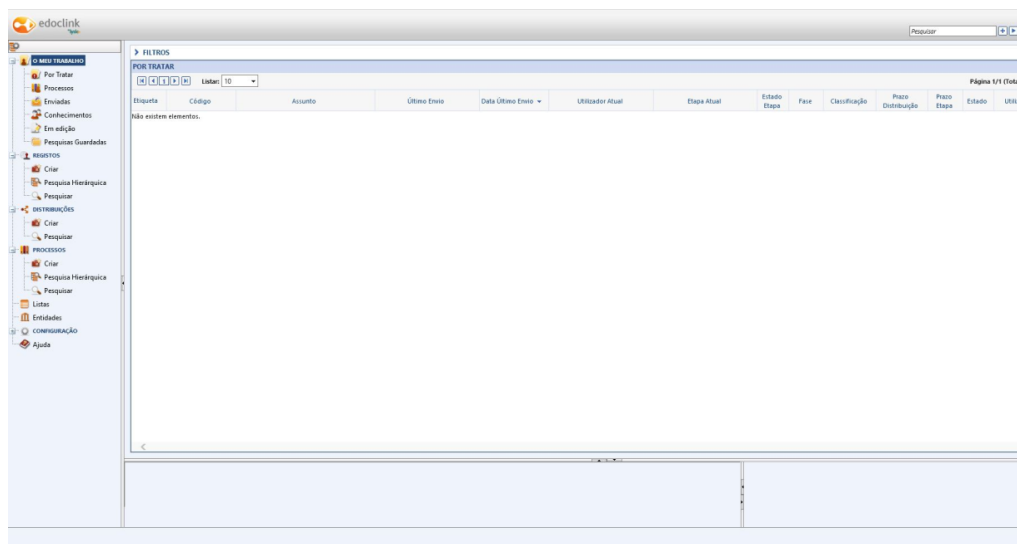 edoclink
Pesquisar
O MEU TRABALHO
Por Tratar
Processos
Enviadas
Conhecimentos
Em edição
Pesquisas Guardadas
REGISTOS
Criar
Pesquisa Hierárquica
Pesquisar
DISTRIBUIÇÕES
Criar
Pesquisar
PROCESSOS
Criar
Pesquisa Hierárquica
Pesquisar
Listas
Entidades
CONFIGURAÇÃO
Ajuda
FILTROS
POR TRATAR
1 Listar: 10 Página 1/1 (Tota
Etiqueta Código Assunto Último Envio Data Último Envio Utilizador Atual Etapa Atual Estado Etapa Fase Classificação Prazo Distribuição Prazo Etapa Estado Utili
Não existem elementos.